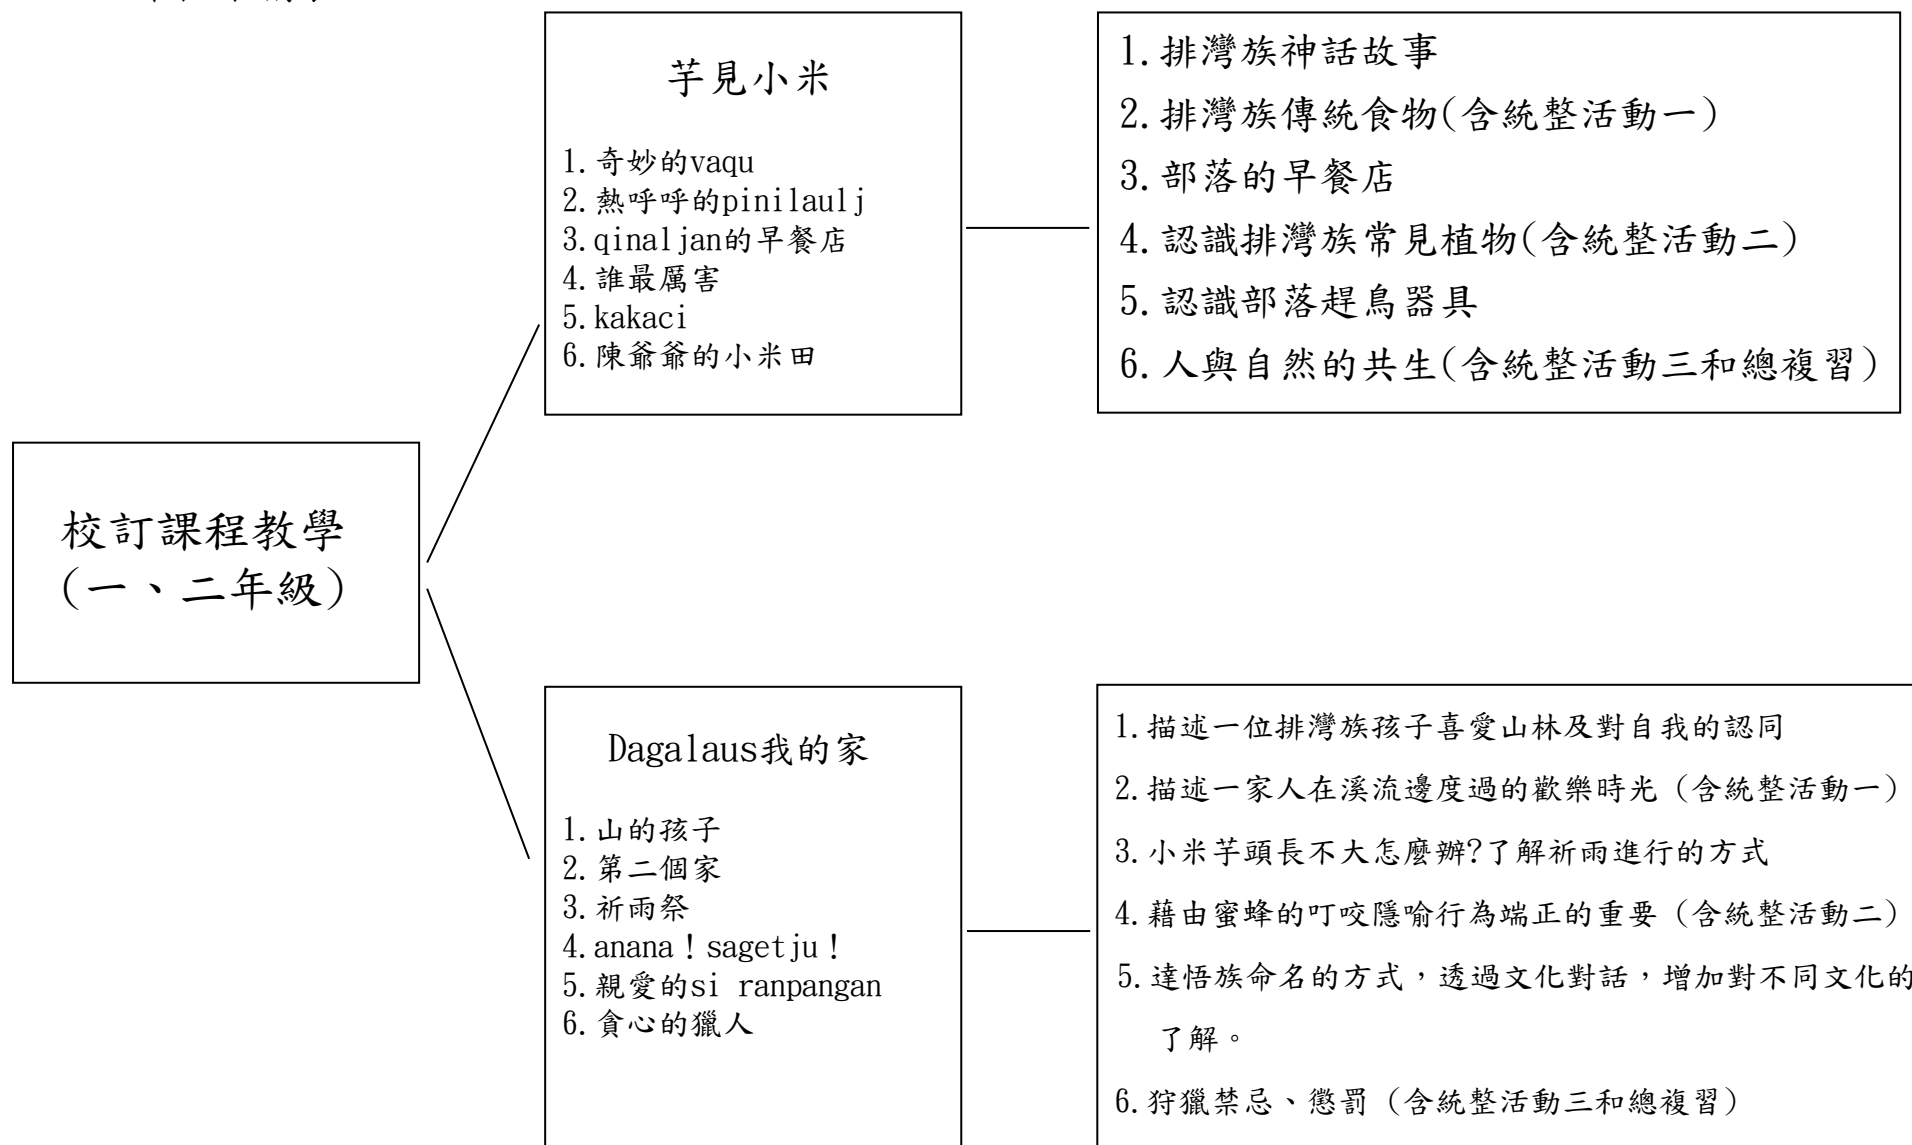 芋見小米
1.奇妙的vaqu
2.熱呼呼的pinilaulj
3.qinaljan的早餐店
4.誰最厲害
5.kakaci
6.陳爺爺的小米田
1.排灣族神話故事
2.排灣族傳統食物(含統整活動一)
3.部落的早餐店
4.認識排灣族常見植物(含統整活動二)
5.認識部落趕鳥器具
6.人與自然的共生(含統整活動三和總複習)
校訂課程教學
(一、二年級)
Dagalaus我的家
1.山的孩子
2.第二個家
3.祈雨祭
4.anana！sagetju！
5.親愛的si ranpangan
6.貪心的獵人
1.描述一位排灣族孩子喜愛山林及對自我的認同
2.描述一家人在溪流邊度過的歡樂時光（含統整活動一）
3.小米芋頭長不大怎麼辦?了解祈雨進行的方式
4.藉由蜜蜂的叮咬隱喻行為端正的重要（含統整活動二）
5.達悟族命名的方式，透過文化對話，增加對不同文化的
了解。
6.狩獵禁忌、懲罰（含統整活動三和總複習）